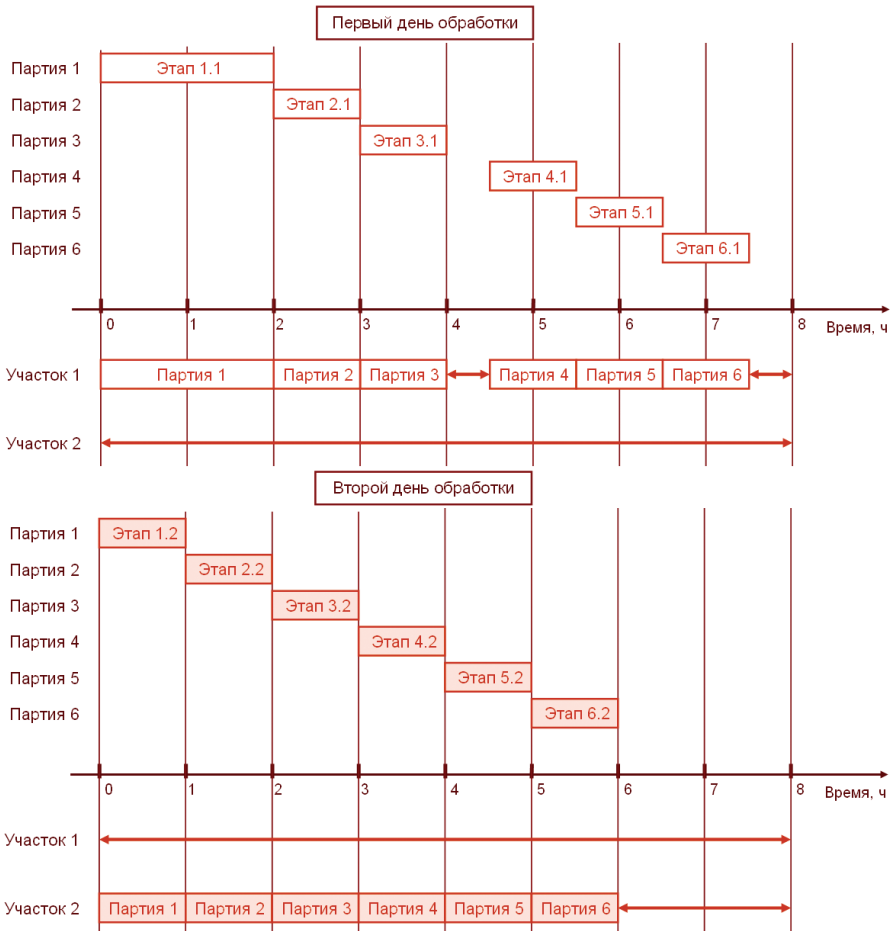 Первый день обработки
Партия 1 Этап 1.1
Партия 2 Этап 2.1
Партия 3 Этап 3.1
Партия 4 Этап 4.1
Партия 5 Этап 5.1
Партия 6 Этап 6.1
0 1 2 3 4 5 6 7 8 Время, ч
Участок 1 Партия 1 Партия 2 Партия 3 Партия 4 Партия 5 Партия 6
Участок 2
Второй день обработки
Партия 1 Этап 1.2
Партия 2 Этап 2.2
Партия 3 Этап 3.2
Партия 4 Этап 4.2
Партия 5 Этап 5.2
Партия 6 Этап 6.2
0 1 2 3 4 5 6 7 8 Время, ч
Участок 1
Участок 2 Партия 1 Партия 2 Партия 3 Партия 4 Партия 5 Партия 6